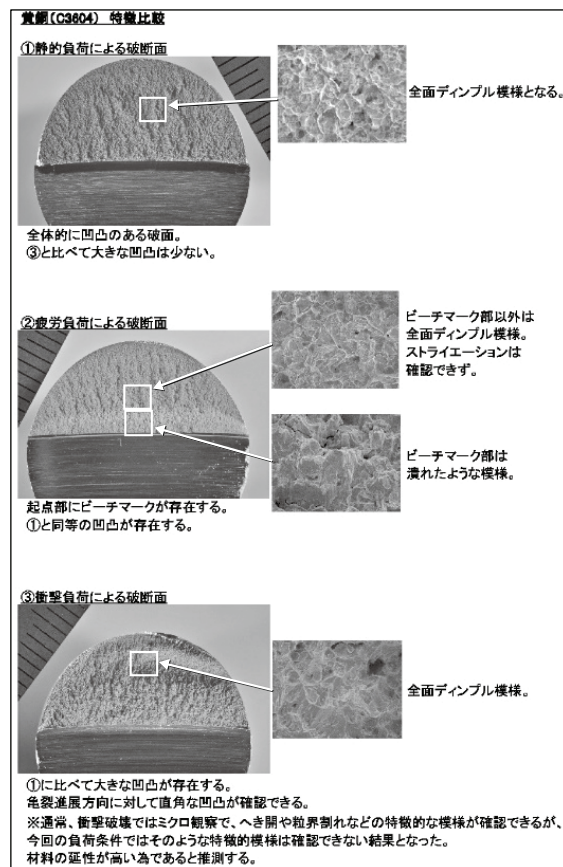 黄銅(C3604) 特徴比較
①静的負荷による破断面
全面ディンプル模様となる。
全体的に凹凸のある破面。
③と比べて大きな凹凸は少ない。
②疲労負荷による破断面
ビーチマーク部以外は
全面ディンプル模様。
ストライエーションは
確認できず。
ビーチマーク部は
潰れたような模様。
起点部にビーチマークが存在する。
①と同等の凹凸が存在する。
③衝撃負荷による破断面
全面ディンプル模様。
①に比べて大きな凹凸が存在する。
亀裂進展方向に対して直角な凹凸が確認できる。
※通常、衝撃破壊ではミクロ観察で、へき開や粒界割れなどの特徴的な模様が確認できるが、
今回の負荷条件ではそのような特徴的模様は確認できない結果となった。
材料の延性が高い為であると推測する。